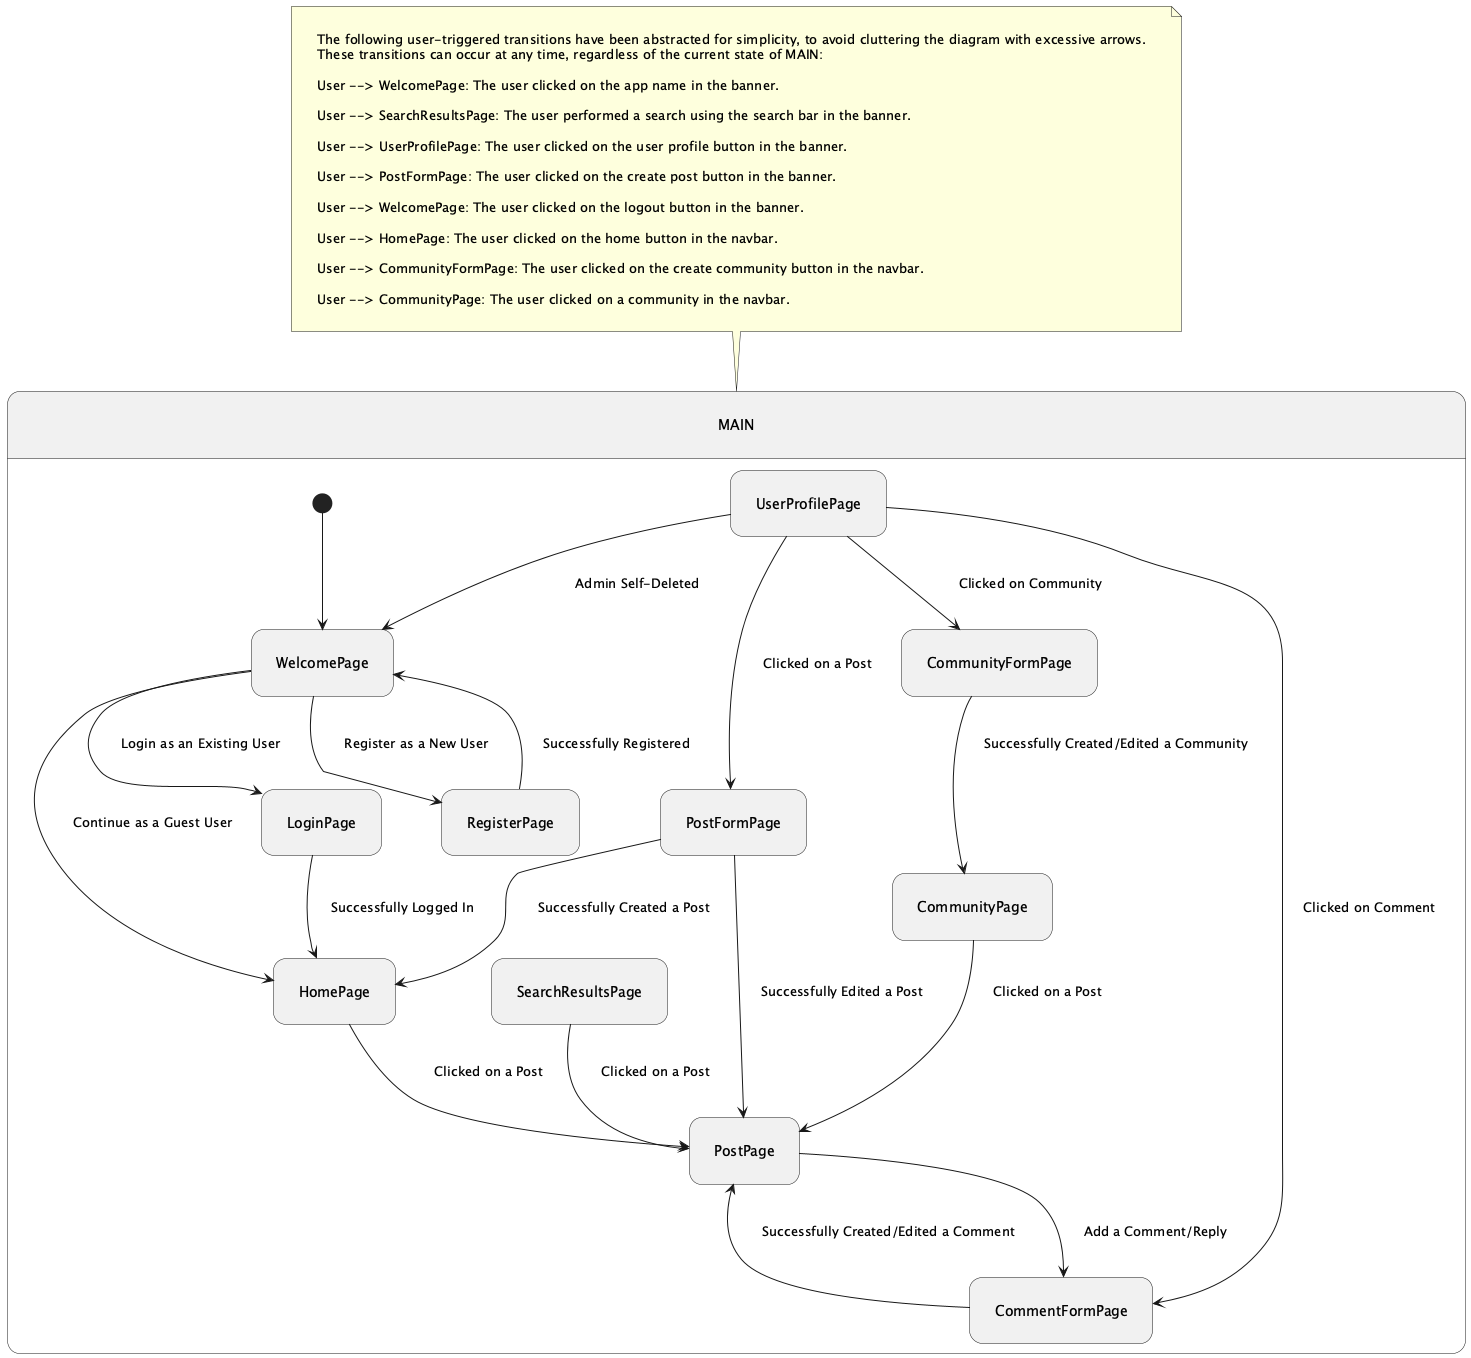 The following user-triggered transitions have been abstracted for simplicity, to avoid cluttering the diagram with excessive arrows.
These transitions can occur at any time, regardless of the current state of MAIN:
User --> WelcomePage: The user clicked on the app name in the banner.
User --> SearchResultsPage: The user performed a search using the search bar in the banner.
User --> UserProfilePage: The user clicked on the user profile button in the banner.
User --> PostFormPage: The user clicked on the create post button in the banner.
User --> WelcomePage: The user clicked on the logout button in the banner.
User --> HomePage: The user clicked on the home button in the navbar.
User --> CommunityFormPage: The user clicked on the create community button in the navbar.
User --> CommunityPage: The user clicked on a community in the navbar.
MAIN
UserProfilePage
Admin Self-Deleted
Clicked on Community
WelcomePage
Clicked on a Post
CommunityFormPage
Login as an Existing User
Register as a New User
Successfully Registered
Successfully Created/Edited a Community
Continue as a Guest User
LoginPage
RegisterPage
PostFormPage
Successfully Logged In
Successfully Created a Post
CommunityPage
Clicked on Comment
HomePage
SearchResultsPage
Successfully Edited a Post
Clicked on a Post
Clicked on a Post
Clicked on a Post
PostPage
Successfully Created/Edited a Comment
Add a Comment/Reply
CommentFormPage